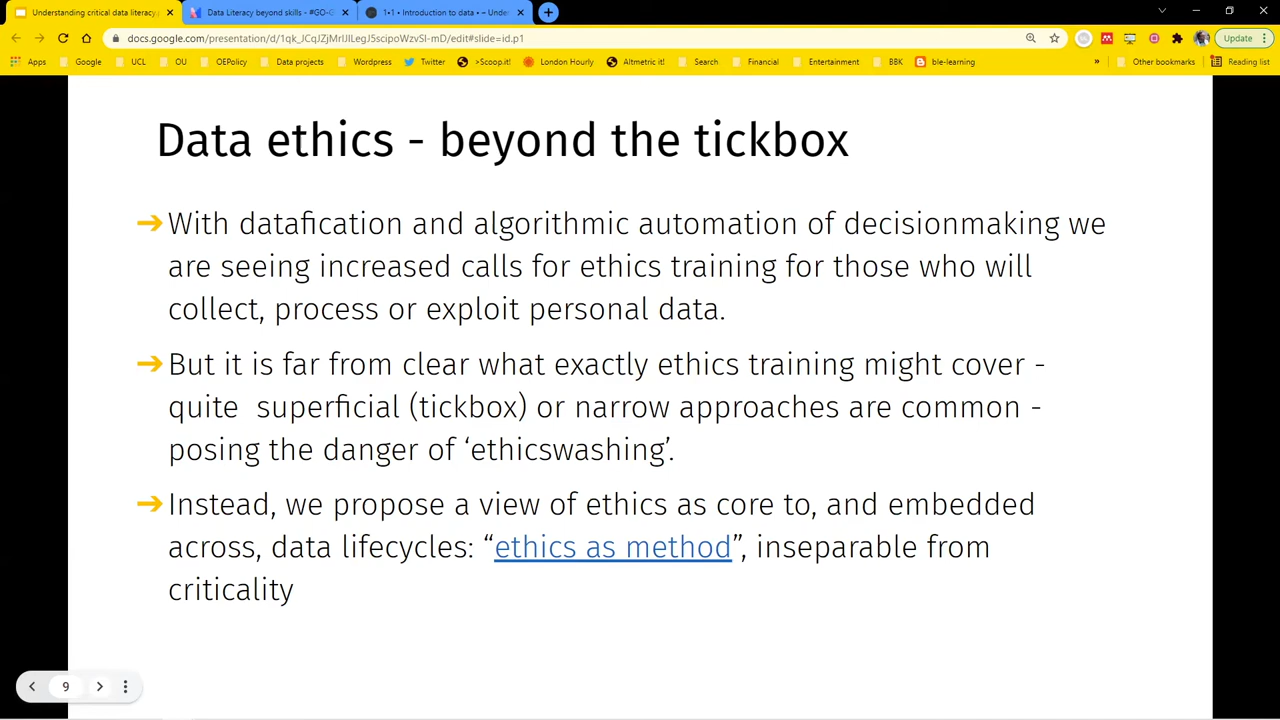 Understanding critical data literacy
Data Literacy beyond skills - #GO-G
1•1 • Introduction to data • – Unde
docs.google.com/presentation/d/1qk_JCqJZjMrIJILegJ5scipoWzvSI-mD/edit#slide=id.p1
Update
Apps
Google
UCL
OU
OEPolicy
Data projects
Wordpress
Twitter
>Scoop.it!
London Hourly
Altmetric it!
Search
Financial
Entertainment
BBK
ble-learning
»
Other bookmarks
Reading list
Data ethics - beyond the tickbox
➔ With datafication and algorithmic automation of decisionmaking we
are seeing increased calls for ethics training for those who will
collect, process or exploit personal data.
➔ But it is far from clear what exactly ethics training might cover -
quite superficial (tickbox) or narrow approaches are common -
posing the danger of ‘ethicswashing’.
➔ Instead, we propose a view of ethics as core to, and embedded
across, data lifecycles: “ethics as method”, inseparable from
criticality
9